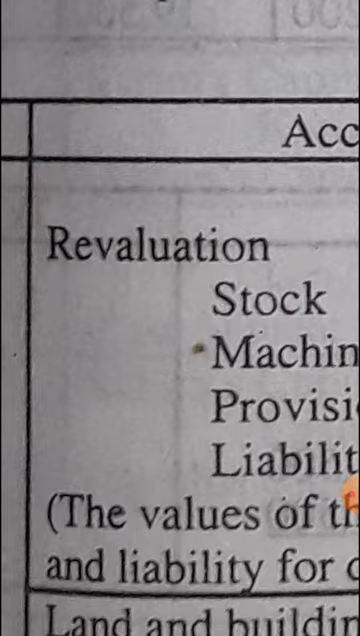 Acc
Revaluation
Stock
Machin
Provisi
Liabilit
(The values of th
and liability for c
Land and buildin